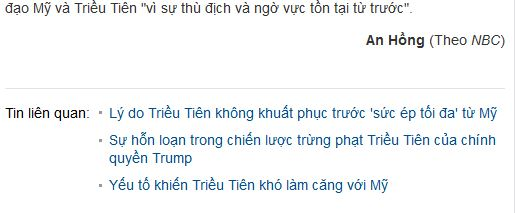 đạo Mỹ và Triều Tiên "vì sự thù địch và ngờ vực tồn tại từ trước".
An Hồng (Theo NBC)
Tin liên quan: • Lý do Triều Tiên không khuất phục trước 'sức ép tối đa' từ Mỹ
• Sự hỗn loạn trong chiến lược trừng phạt Triều Tiên của chính
quyền Trump
• Yếu tố khiến Triều Tiên khó làm căng với Mỹ